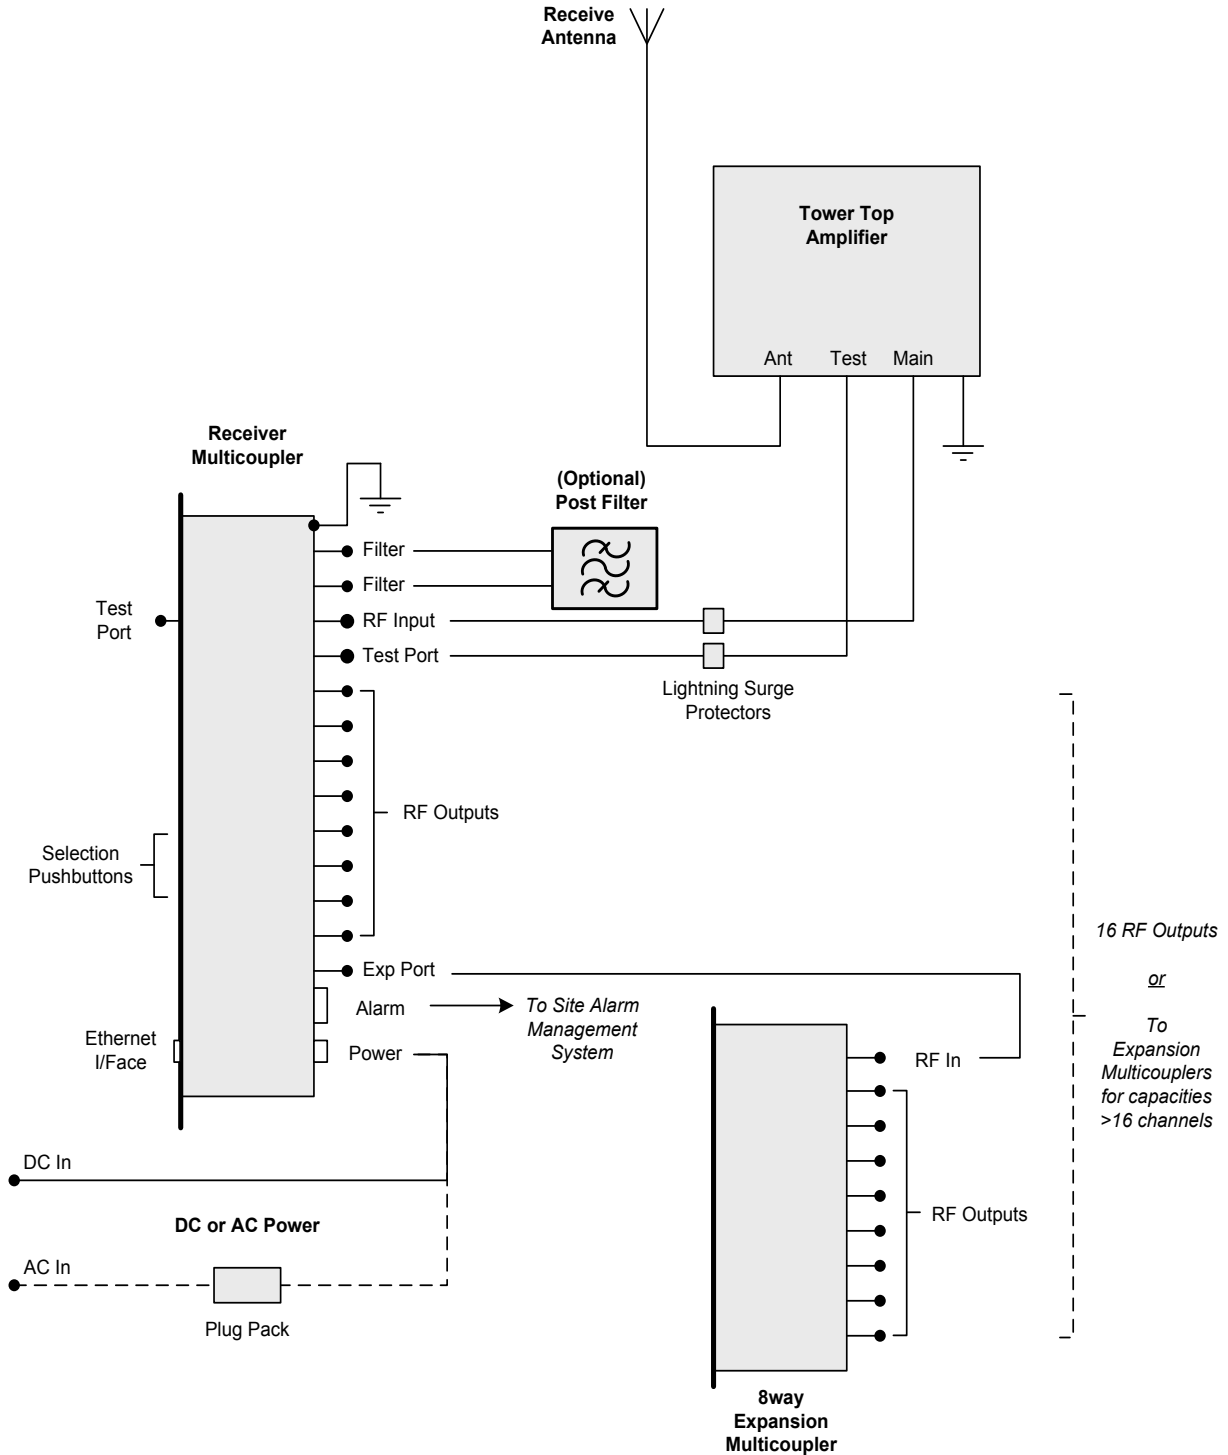 Receive
Antenna
Tower Top
Amplifier
Ant
Test
Main
Receiver
Multicoupler
(Optional)
Post Filter
Filter
Filter
Test
Port
RF Input
Test Port
Lightning Surge
Protectors
RF Outputs
Selection
Pushbuttons
16 RF Outputs
or
To
Expansion
Multicouplers
for capacities
>16 channels
Exp Port
Alarm
To Site Alarm
Management
System
Ethernet
I/Face
Power
RF In
DC In
RF Outputs
DC or AC Power
AC In
Plug Pack
8way
Expansion
Multicoupler